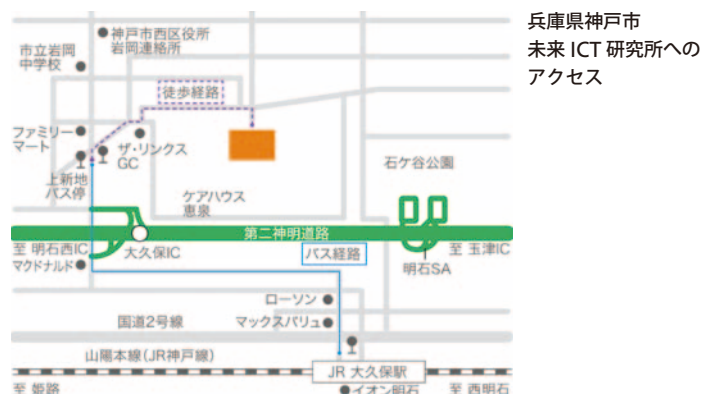 兵庫県神戸市
未来 ICT 研究所への
アクセス
神戸市西区役所
岩岡連絡所
市立岩岡
中学校
徒歩経路
ファミリー
マート
ザ・リンクス
GC
上新地
バス停
石ケ谷公園
ケアハウス
恵泉
第二神明道路
至 明石西IC
大久保IC
バス経路
至 玉津IC
マクドナルド
明石SA
ローソン
国道2号線
マックスバリュ
山陽本線(JR神戸線)
JR 大久保駅
至 姫路
イオン明石
至 西明石